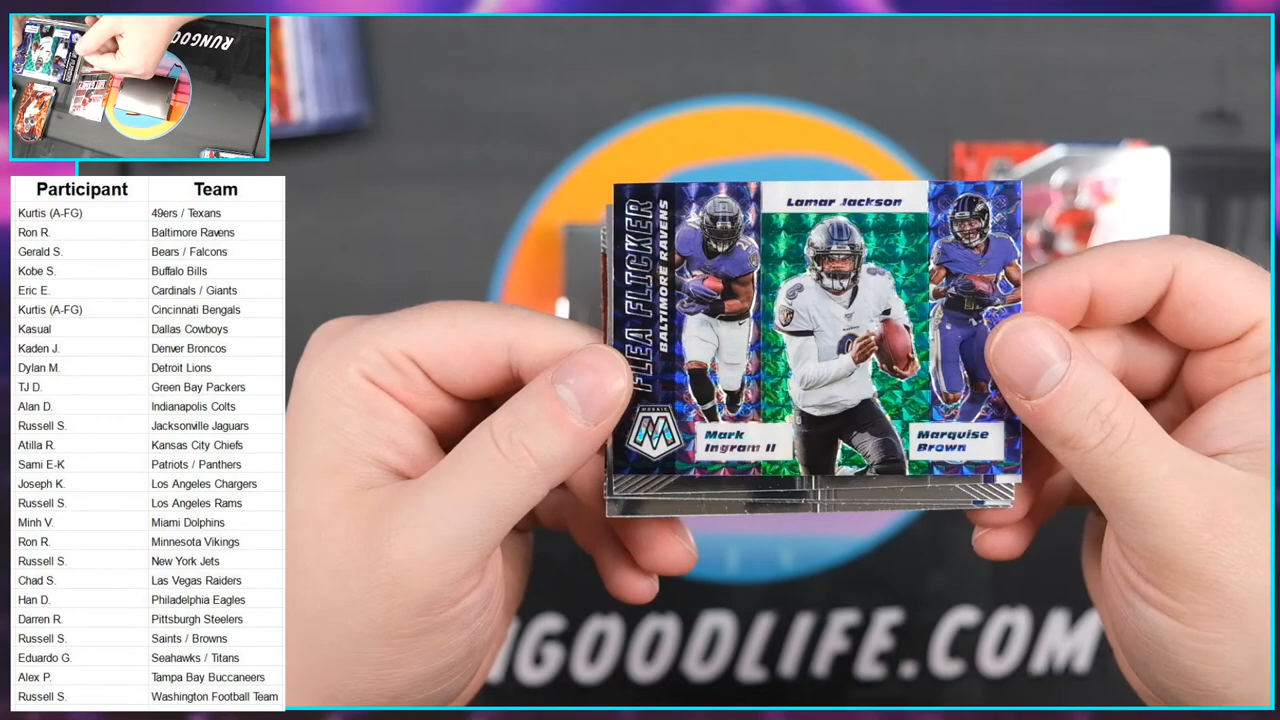 RUNGOODLIFE
Participant Team
Kurtis (A-FG) 49ers / Texans
Ron R. Baltimore Ravens
Gerald S. Bears / Falcons
Kobe S. Buffalo Bills
Eric E. Cardinals / Giants
Kurtis (A-FG) Cincinnati Bengals
Kasual Dallas Cowboys
Kaden J. Denver Broncos
Dylan M. Detroit Lions
TJ D. Green Bay Packers
Alan D. Indianapolis Colts
Russell S. Jacksonville Jaguars
Atilla R. Kansas City Chiefs
Sami E-K Patriots / Panthers
Joseph K. Los Angeles Chargers
Russell S. Los Angeles Rams
Minh V. Miami Dolphins
Ron R. Minnesota Vikings
Russell S. New York Jets
Chad S. Las Vegas Raiders
Han D. Philadelphia Eagles
Darren R. Pittsburgh Steelers
Russell S. Saints / Browns
Eduardo G. Seahawks / Titans
Alex P. Tampa Bay Buccaneers
Russell S. Washington Football Team
FLEA FLICKER
BALTIMORE RAVENS
Lamar Jackson
MOSAIC
Mark
Ingram II
Marquise
Brown
UNGOODLIFE.COM